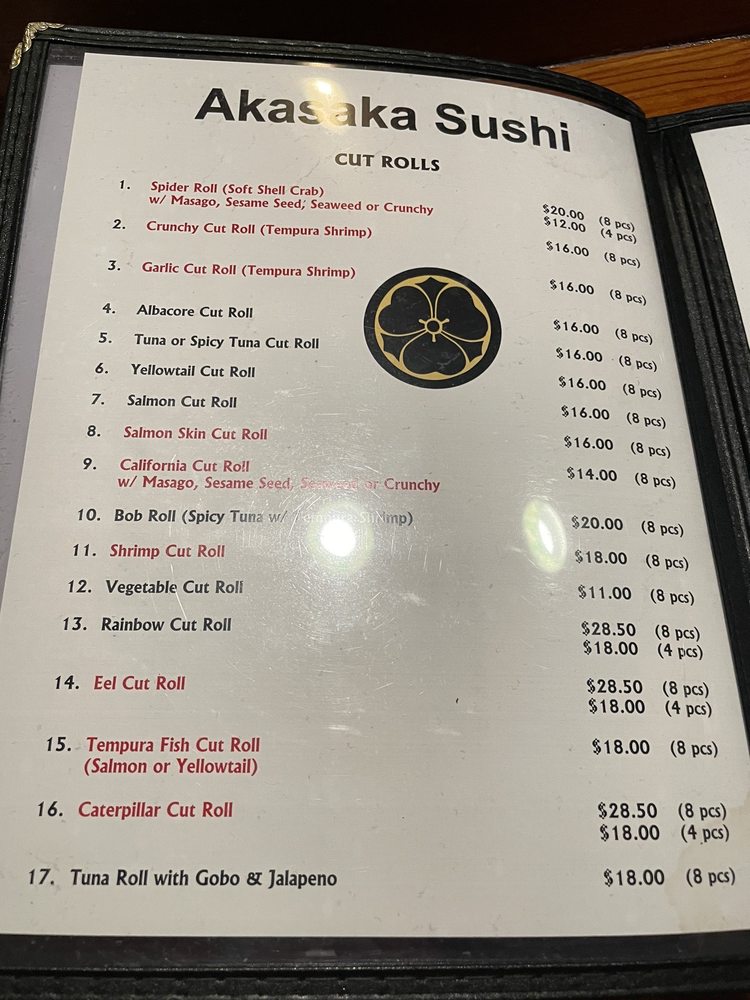 Akasaka Sushi
CUT ROLLS
1. Spider Roll (Soft Shell Crab) $20.00 (8 pcs)
w/ Masago, Sesame Seed, Seaweed or Crunchy $12.00 (4 pcs)
2. Crunchy Cut Roll (Tempura Shrimp) $16.00 (8 pcs)
3. Garlic Cut Roll (Tempura Shrimp) $16.00 (8 pcs)
4. Albacore Cut Roll $16.00 (8 pcs)
5. Tuna or Spicy Tuna Cut Roll $16.00 (8 pcs)
6. Yellowtail Cut Roll $16.00 (8 pcs)
7. Salmon Cut Roll $16.00 (8 pcs)
8. Salmon Skin Cut Roll $16.00 (8 pcs)
9. California Cut Roll $14.00 (8 pcs)
w/ Masago, Sesame Seed, Seaweed or Crunchy
10. Bob Roll (Spicy Tuna w/ Tempura Shrimp) $20.00 (8 pcs)
11. Shrimp Cut Roll $18.00 (8 pcs)
12. Vegetable Cut Roll $11.00 (8 pcs)
13. Rainbow Cut Roll $28.50 (8 pcs)
$18.00 (4 pcs)
14. Eel Cut Roll $28.50 (8 pcs)
$18.00 (4 pcs)
15. Tempura Fish Cut Roll $18.00 (8 pcs)
(Salmon or Yellowtail)
16. Caterpillar Cut Roll $28.50 (8 pcs)
$18.00 (4 pcs)
17. Tuna Roll with Gobo & Jalapeno $18.00 (8 pcs)